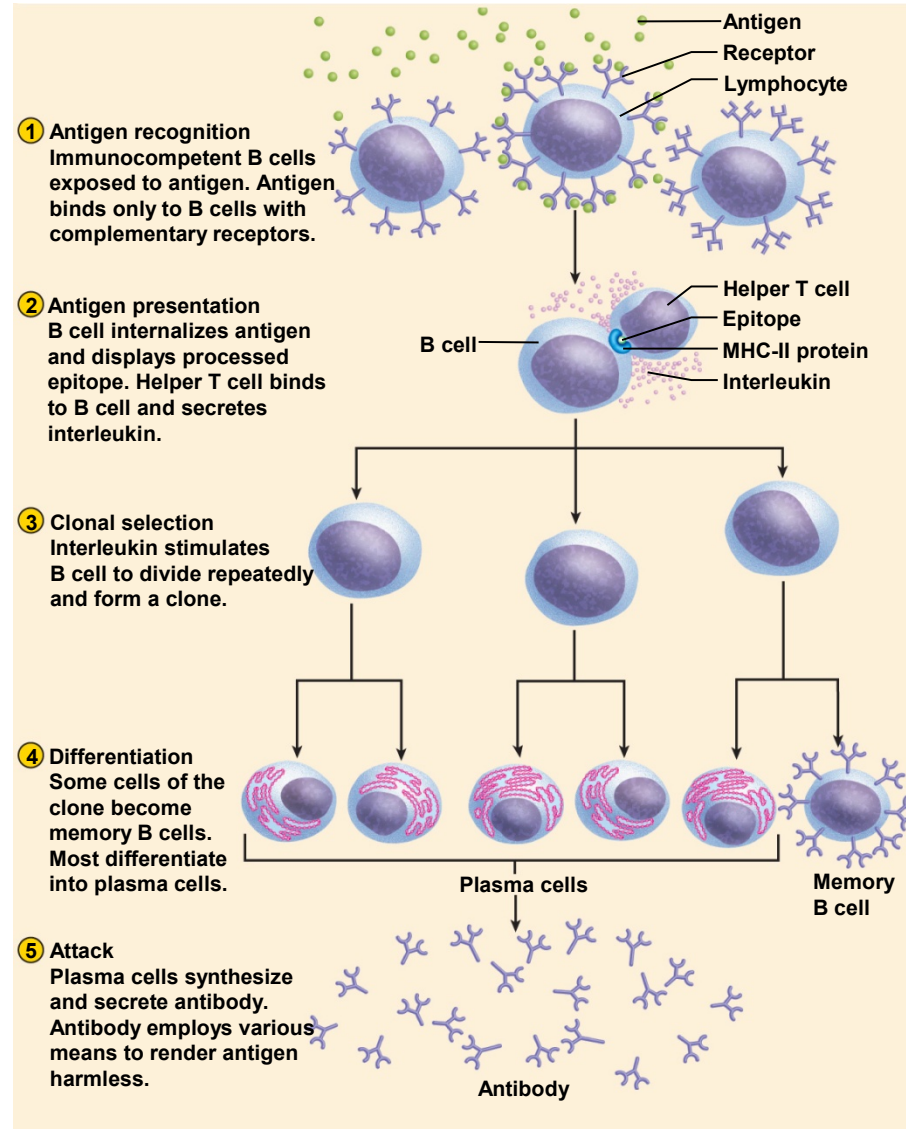 Antigen
Receptor
Lymphocyte
1 Antigen recognition
Immunocompetent B cells
exposed to antigen. Antigen
binds only to B cells with
complementary receptors.
2 Antigen presentation
B cell internalizes antigen
and displays processed
epitope. Helper T cell binds
to B cell and secretes
interleukin.
B cell
Helper T cell
Epitope
MHC-II protein
Interleukin
3 Clonal selection
Interleukin stimulates
B cell to divide repeatedly
and form a clone.
4 Differentiation
Some cells of the
clone become
memory B cells.
Most differentiate
into plasma cells.
Plasma cells
Memory
B cell
5 Attack
Plasma cells synthesize
and secrete antibody.
Antibody employs various
means to render antigen
harmless.
Antibody